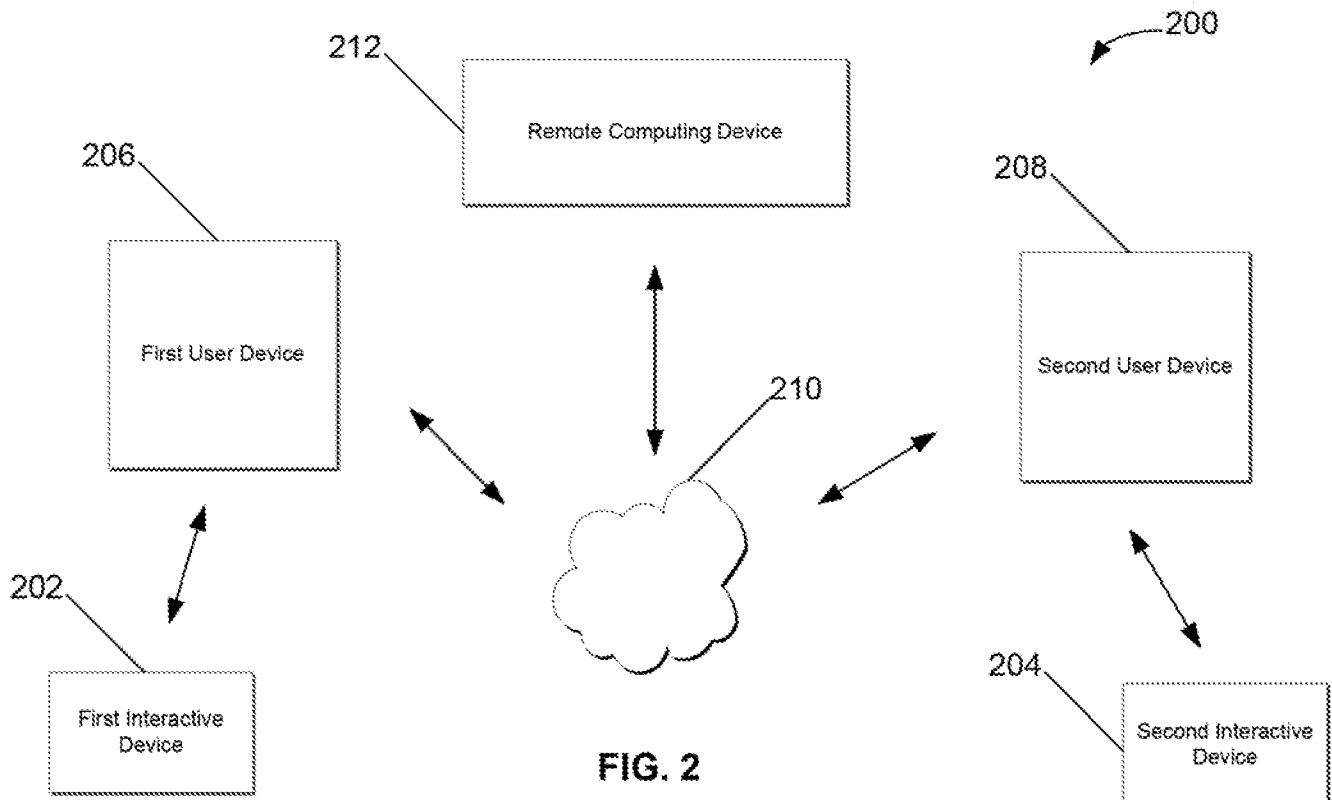 200
212
Remote Computing Device
206
208
First User Device
Second User Device
210
202
First Interactive
Device
204
Second Interactive
Device
FIG. 2